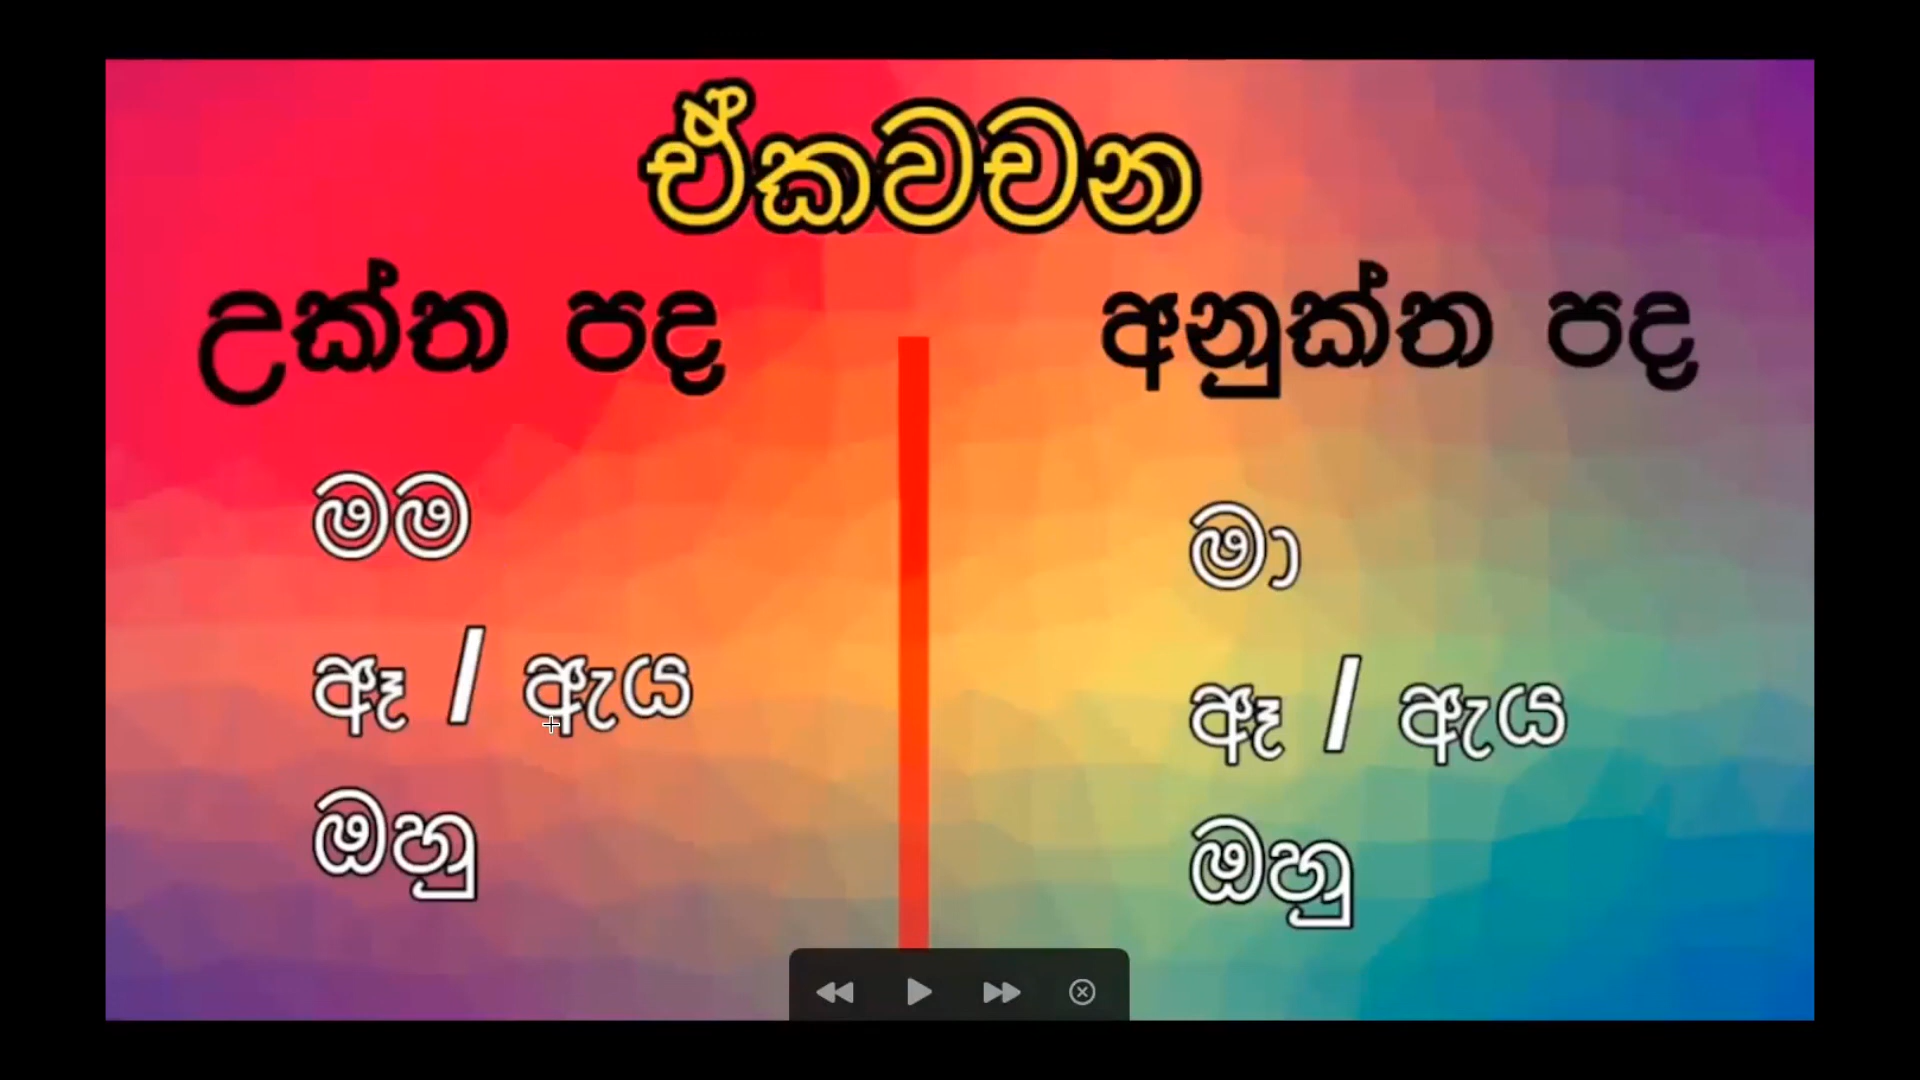 ඒකවචන
උක්ත පද
මම
ඈ / ඇය
ඔහු
අනුක්ත පද
මා
ඈ / ඇය
ඔහු